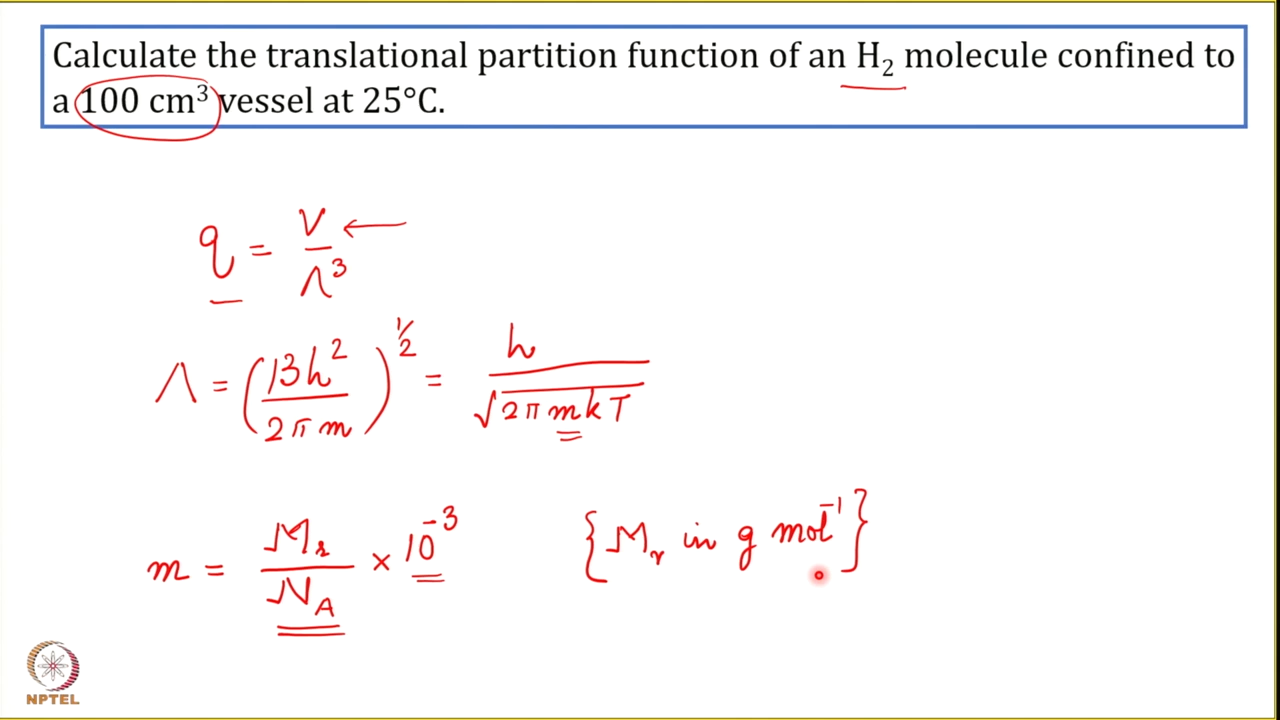 Calculate the translational partition function of an H₂ molecule confined to
a 100 cm³ vessel at 25°C.
q = V/Λ³ ←
Λ = (βh²/2πm)^½ = h/√2πmkT
m = Mᵣ/N_A × 10⁻³ {Mᵣ in g mol⁻¹}
NPTEL